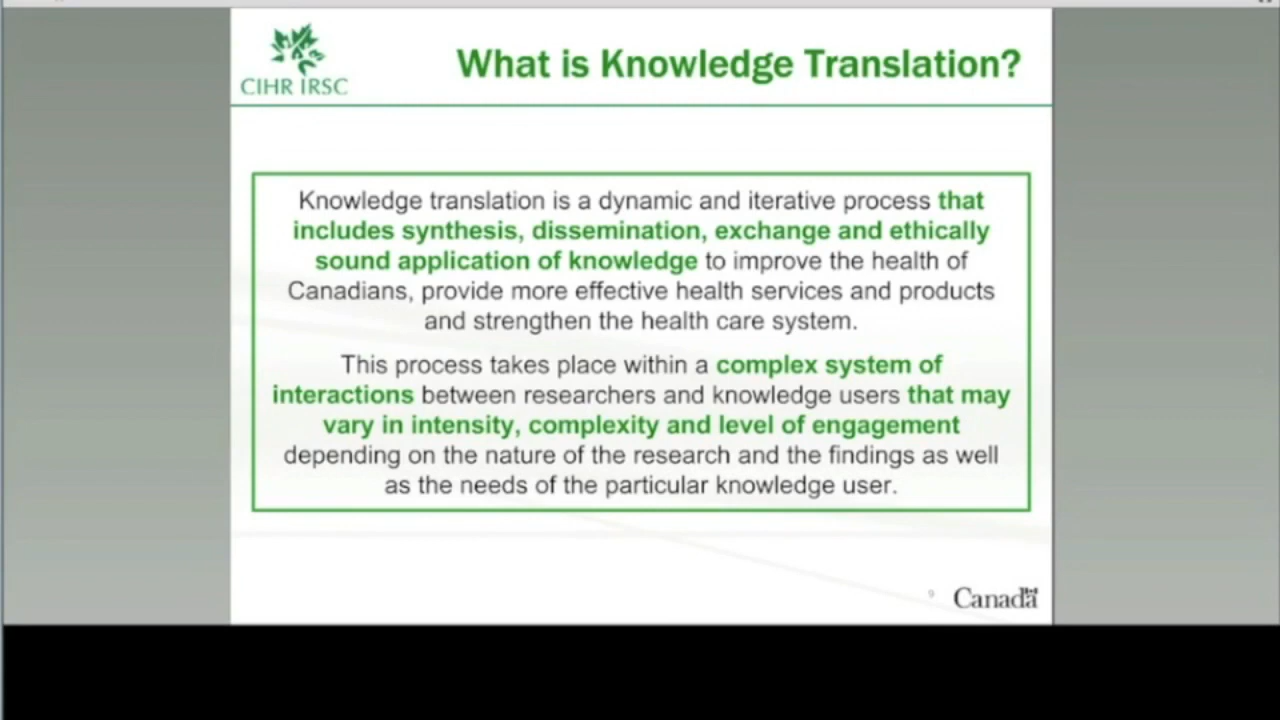 CIHR IRSC
What is Knowledge Translation?
Knowledge translation is a dynamic and iterative process that
includes synthesis, dissemination, exchange and ethically
sound application of knowledge to improve the health of
Canadians, provide more effective health services and products
and strengthen the health care system.
This process takes place within a complex system of
interactions between researchers and knowledge users that may
vary in intensity, complexity and level of engagement
depending on the nature of the research and the findings as well
as the needs of the particular knowledge user.
9
Canada